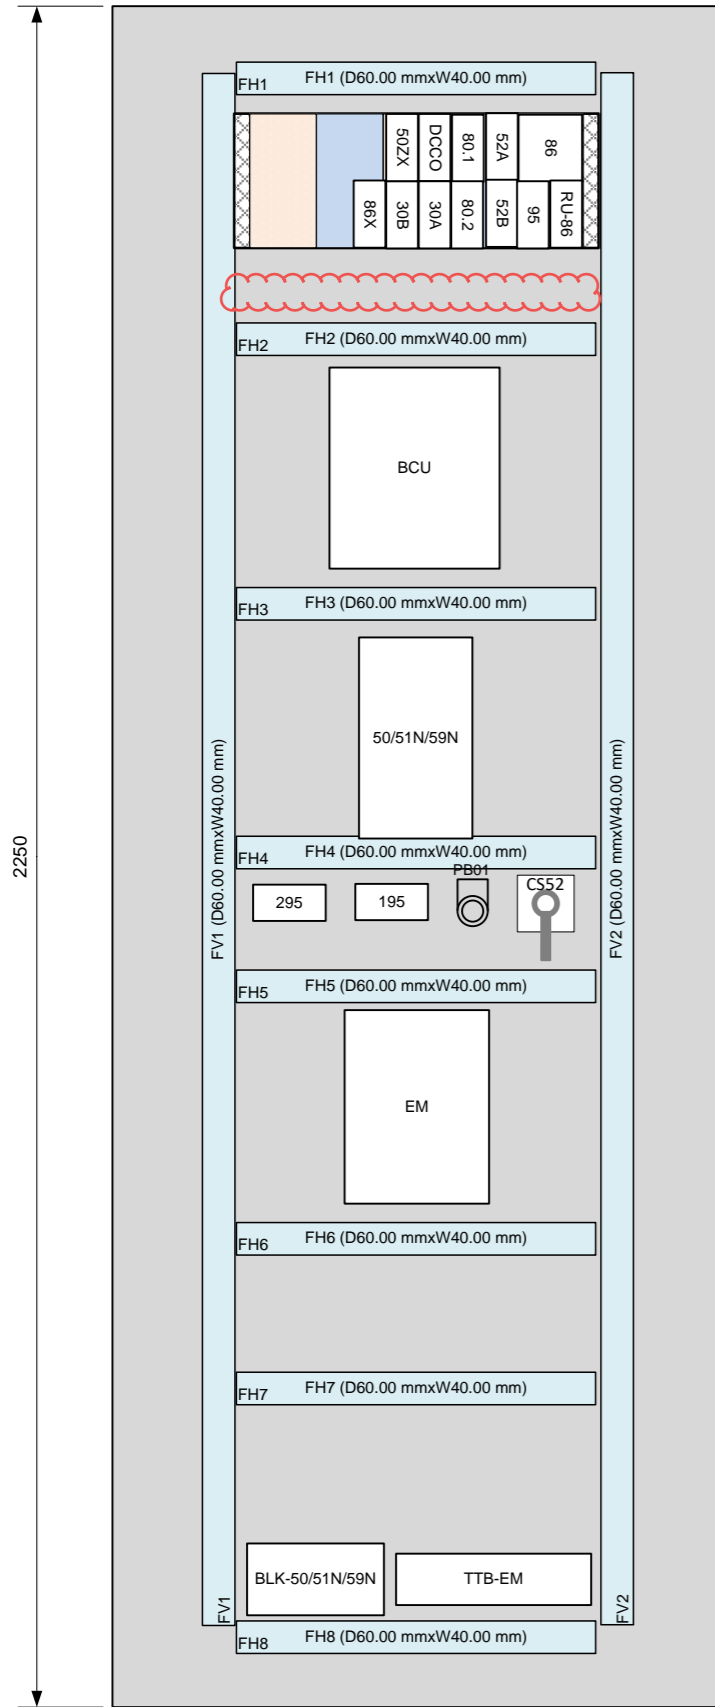 FH1 FH1 (D60.00 mmxW40.00 mm)
50ZX DCCO 80.1 52A 86
86X 30B 30A 80.2 52B 95 RU-86
FH2 FH2 (D60.00 mmxW40.00 mm)
BCU
FH3 FH3 (D60.00 mmxW40.00 mm)
50/51N/59N
2250
FV1 (D60.00 mmxW40.00 mm)
FV2 (D60.00 mmxW40.00 mm)
FH4 FH4 (D60.00 mmxW40.00 mm)
295 195 PB01 CS52
FH5 FH5 (D60.00 mmxW40.00 mm)
EM
FH6 FH6 (D60.00 mmxW40.00 mm)
FH7 FH7 (D60.00 mmxW40.00 mm)
BLK-50/51N/59N TTB-EM
FV1 FV2
FH8 FH8 (D60.00 mmxW40.00 mm)